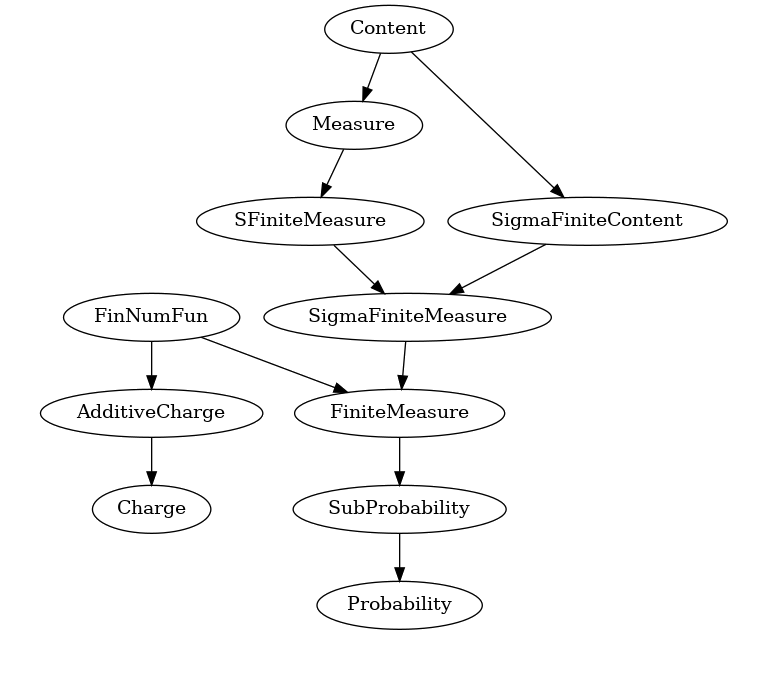 Content
Measure
SFiniteMeasure
SigmaFiniteContent
FinNumFun
SigmaFiniteMeasure
AdditiveCharge
FiniteMeasure
Charge
SubProbability
Probability